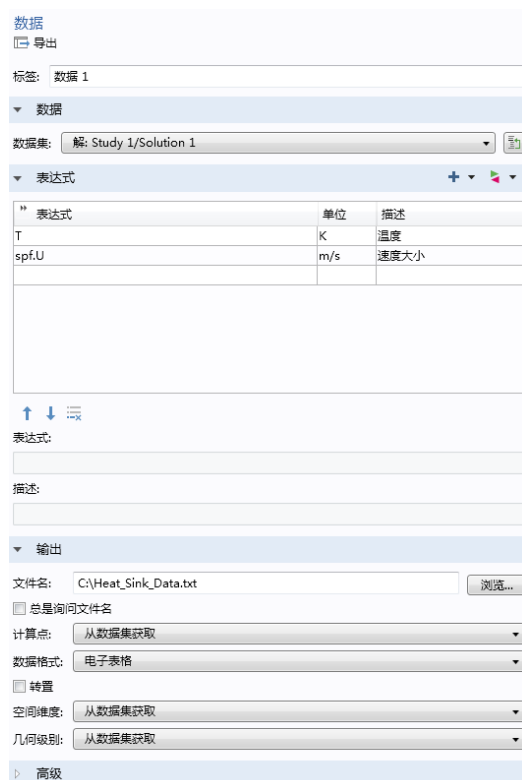 数据
导出
标签: 数据 1
数据
数据集: 解: Study 1/Solution 1
表达式
表达式 单位 描述
T K 温度
spf.U m/s 速度大小
表达式:
描述:
输出
文件名: C:\Heat_Sink_Data.txt 浏览...
总是询问文件名
计算点: 从数据集获取
数据格式: 电子表格
转置
空间维度: 从数据集获取
几何级别: 从数据集获取
高级